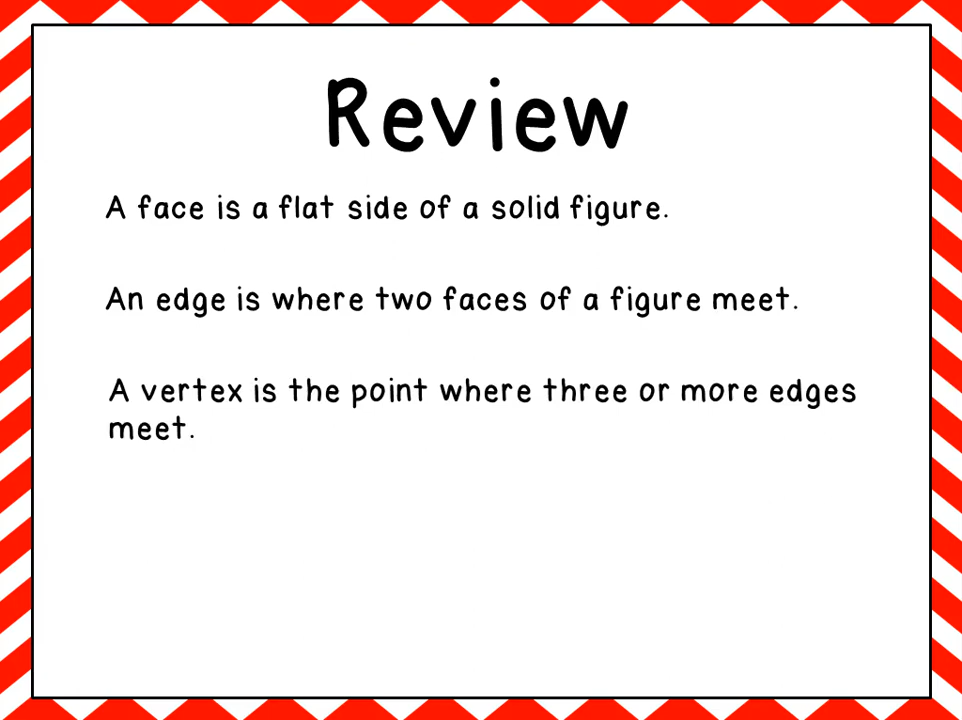 Review
A face is a flat side of a solid figure.
An edge is where two faces of a figure meet.
A vertex is the point where three or more edges
meet.